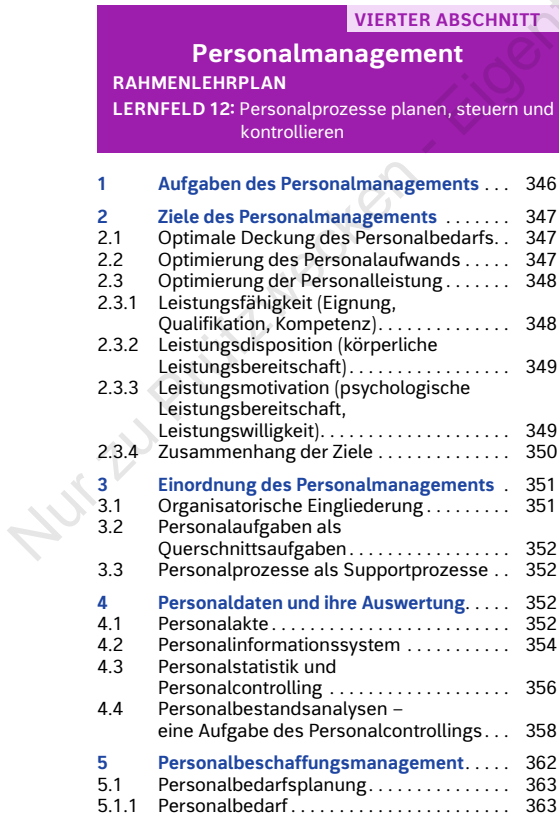 VIERTER ABSCHNITT
Personalmanagement
RAHMENLEHRPLAN
LERNFELD 12: Personalprozesse planen, steuern und
kontrollieren
1 Aufgaben des Personalmanagements . . . 346
2 Ziele des Personalmanagements . . . . . . . 347
2.1 Optimale Deckung des Personalbedarfs. . 347
2.2 Optimierung des Personalaufwands . . . . . 347
2.3 Optimierung der Personalleistung . . . . . . . 348
2.3.1 Leistungsfähigkeit (Eignung,
Qualifikation, Kompetenz). . . . . . . . . . . . . . 348
2.3.2 Leistungsdisposition (körperliche
Leistungsbereitschaft). . . . . . . . . . . . . . . . . 349
2.3.3 Leistungsmotivation (psychologische
Leistungsbereitschaft,
Leistungswilligkeit). . . . . . . . . . . . . . . . . . . . 349
2.3.4 Zusammenhang der Ziele . . . . . . . . . . . . . . 350
3 Einordnung des Personalmanagements . 351
3.1 Organisatorische Eingliederung . . . . . . . . . 351
3.2 Personalaufgaben als
Querschnittsaufgaben. . . . . . . . . . . . . . . . . 352
3.3 Personalprozesse als Supportprozesse . . 352
4 Personaldaten und ihre Auswertung. . . . . 352
4.1 Personalakte . . . . . . . . . . . . . . . . . . . . . . . . . 352
4.2 Personalinformationssystem . . . . . . . . . . . 354
4.3 Personalstatistik und
Personalcontrolling . . . . . . . . . . . . . . . . . . . 356
4.4 Personalbestandsanalysen –
eine Aufgabe des Personalcontrollings. . . 358
5 Personalbeschaffungsmanagement. . . . . 362
5.1 Personalbedarfsplanung. . . . . . . . . . . . . . . 363
5.1.1 Personalbedarf . . . . . . . . . . . . . . . . . . . . . . . 363
Nur zu Prüfzwecken - Eigent